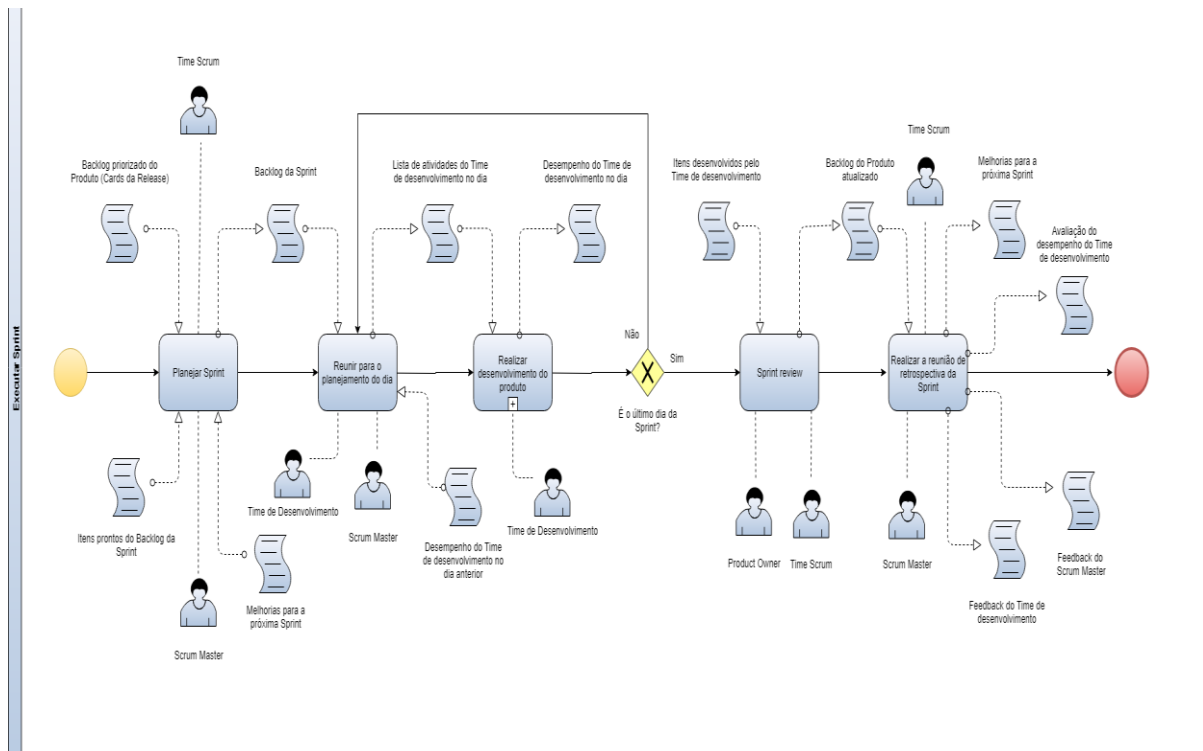 Executar Sprint
Time Scrum
Backlog priorizado do
Produto (Cards da Release)
Backlog da Sprint
Lista de atividades do Time
de desenvolvimento no dia
Desempenho do Time de
desenvolvimento no dia
Itens desenvolvidos pelo
Time de desenvolvimento
Backlog do Produto
atualizado
Time Scrum
Melhorias para a
próxima Sprint
Avaliação do
desempenho do Time
de desenvolvimento
Planejar Sprint
Reunir para o
planejamento do dia
Realizar
desenvolvimento do
produto
Não
X
Sim
É o último dia da
Sprint?
Sprint review
Realizar a reunião de
retrospectiva da
Sprint
Itens prontos do Backlog da
Sprint
Scrum Master
Melhorias para a
próxima Sprint
Time de Desenvolvimento
Scrum Master
Desempenho do Time
de desenvolvimento no
dia anterior
Time de Desenvolvimento
Product Owner
Time Scrum
Scrum Master
Feedback do
Scrum Master
Feedback do Time de
desenvolvimento